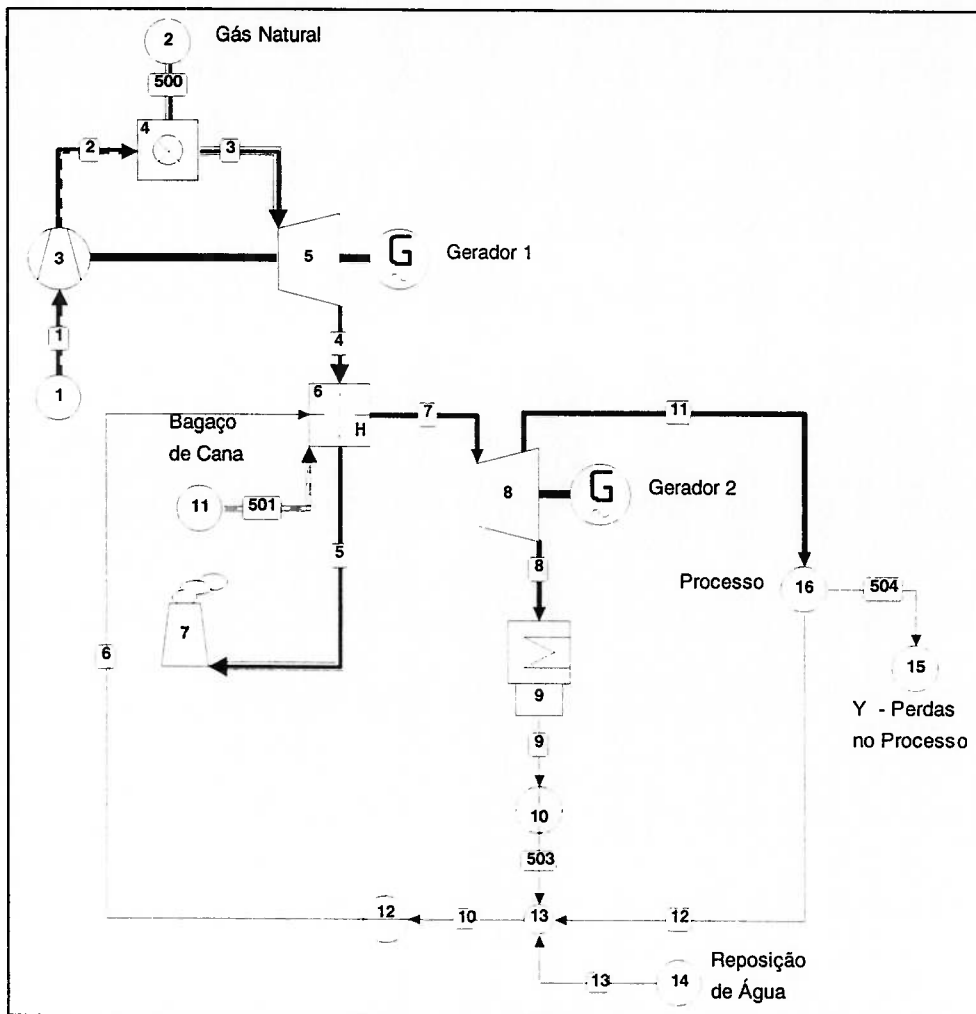 2 Gás Natural
500
4
2 3
3 5 G Gerador 1
1 4
1
6
Bagaço 7 11
de Cana H
11 501 8 G Gerador 2
5 8
Processo 16 504
7
6 15
9 Y - Perdas
no Processo
9
10
503
12 10 13 12
Reposição
13 14 de Água